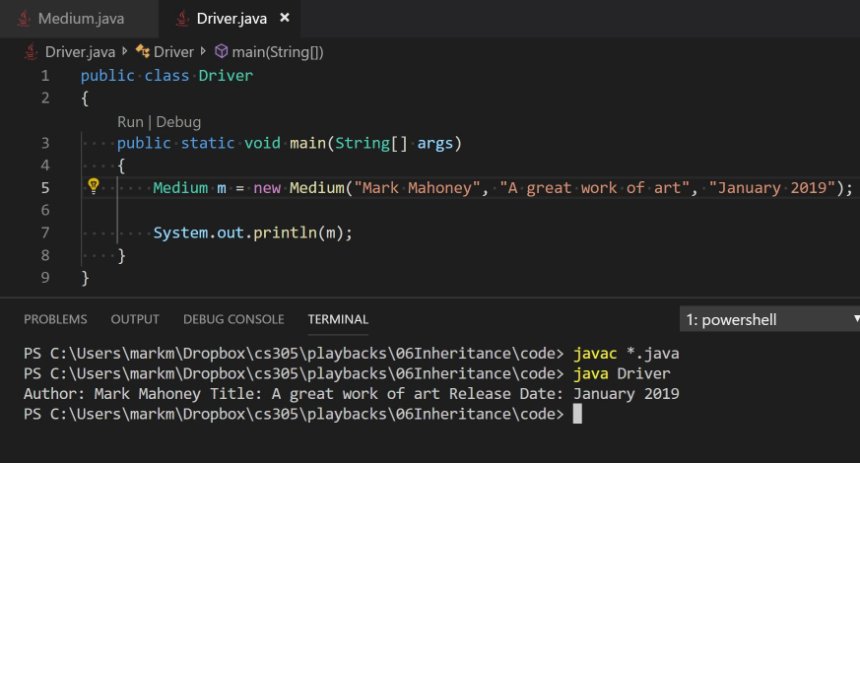 Medium.java Driver.java ×
Driver.java Driver main(String[])
1 public class Driver
2 {
Run | Debug
3 public static void main(String[] args)
4 {
5 Medium m = new Medium("Mark Mahoney", "A great work of art", "January 2019");
6
7 System.out.println(m);
8 }
9 }
PROBLEMS OUTPUT DEBUG CONSOLE TERMINAL 1: powershell
PS C:\Users\markm\Dropbox\cs305\playbacks\06Inheritance\code> javac *.java
PS C:\Users\markm\Dropbox\cs305\playbacks\06Inheritance\code> java Driver
Author: Mark Mahoney Title: A great work of art Release Date: January 2019
PS C:\Users\markm\Dropbox\cs305\playbacks\06Inheritance\code>